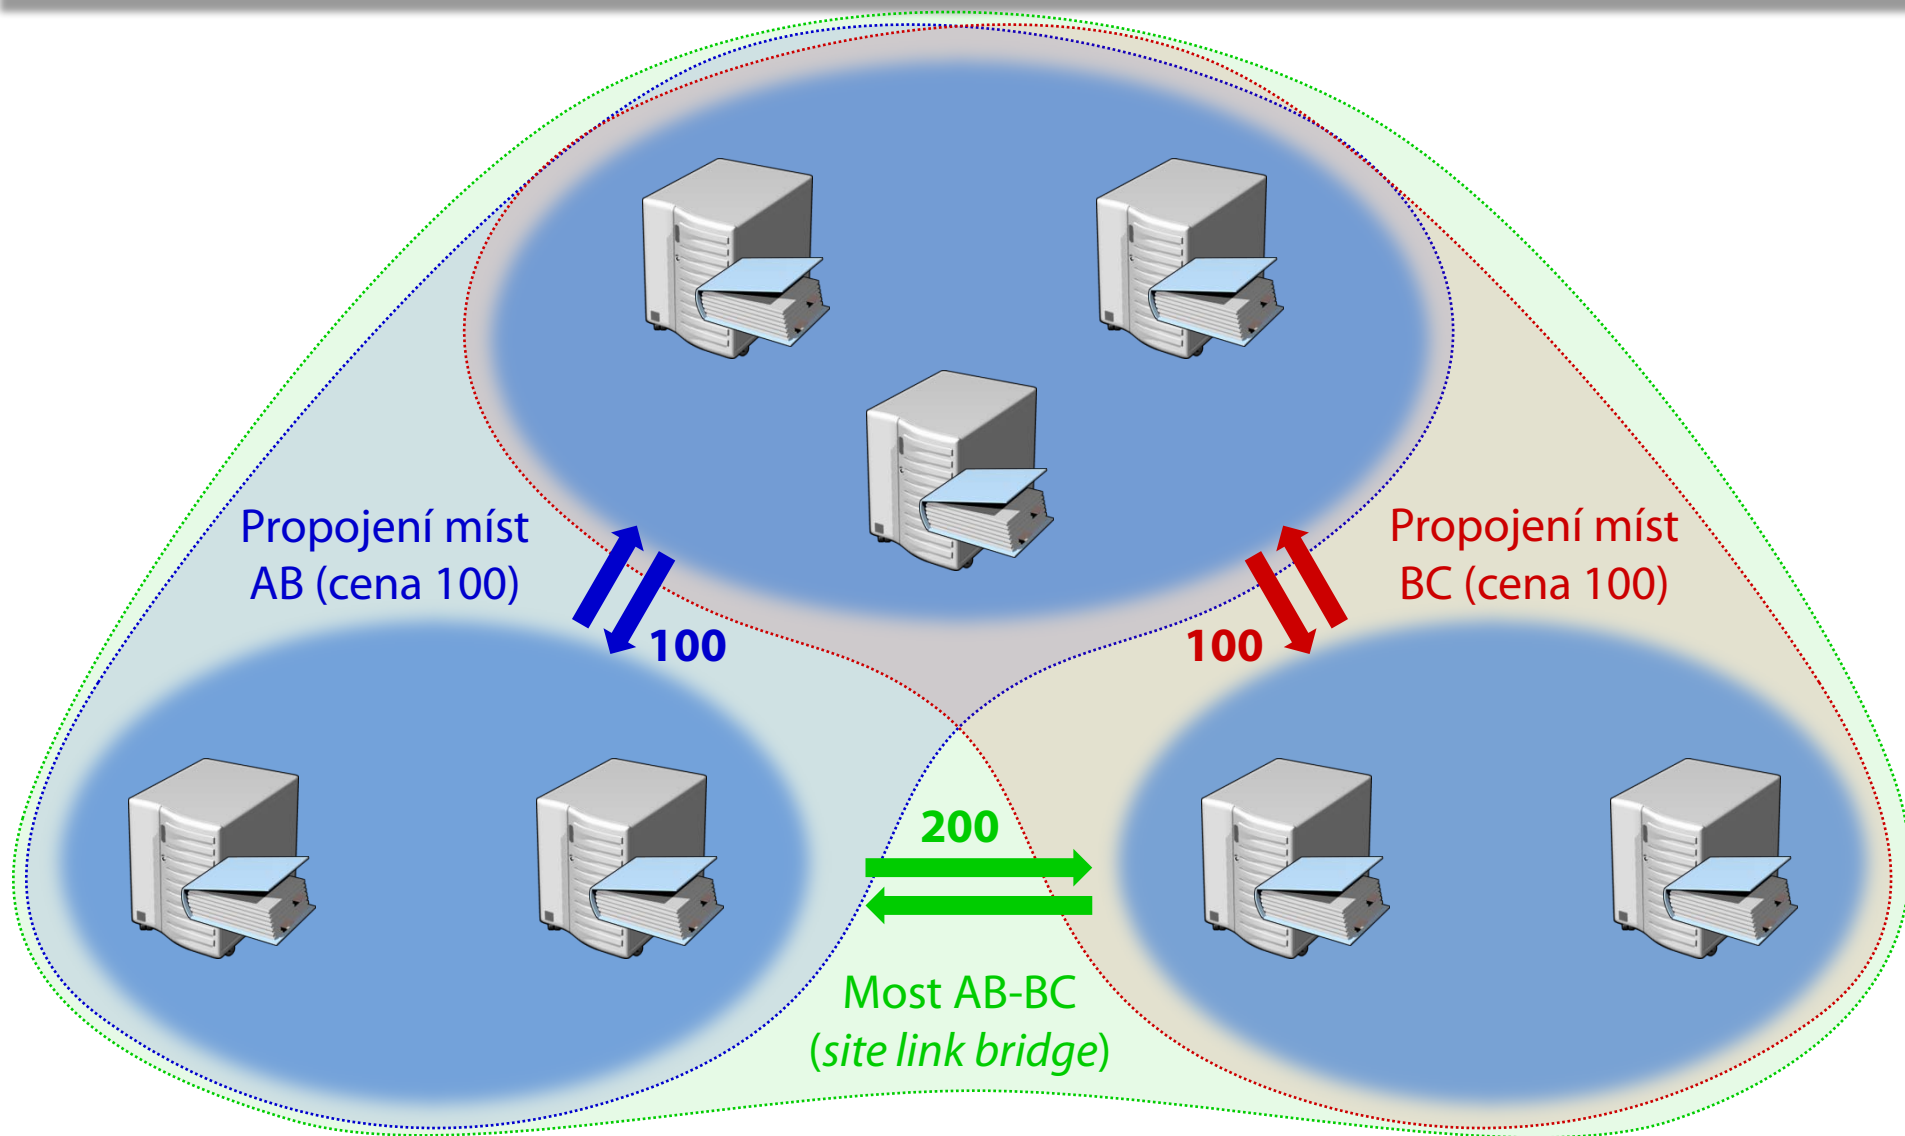 Propojení míst
AB (cena 100)
100
Propojení míst
BC (cena 100)
100
200
Most AB-BC
(site link bridge)